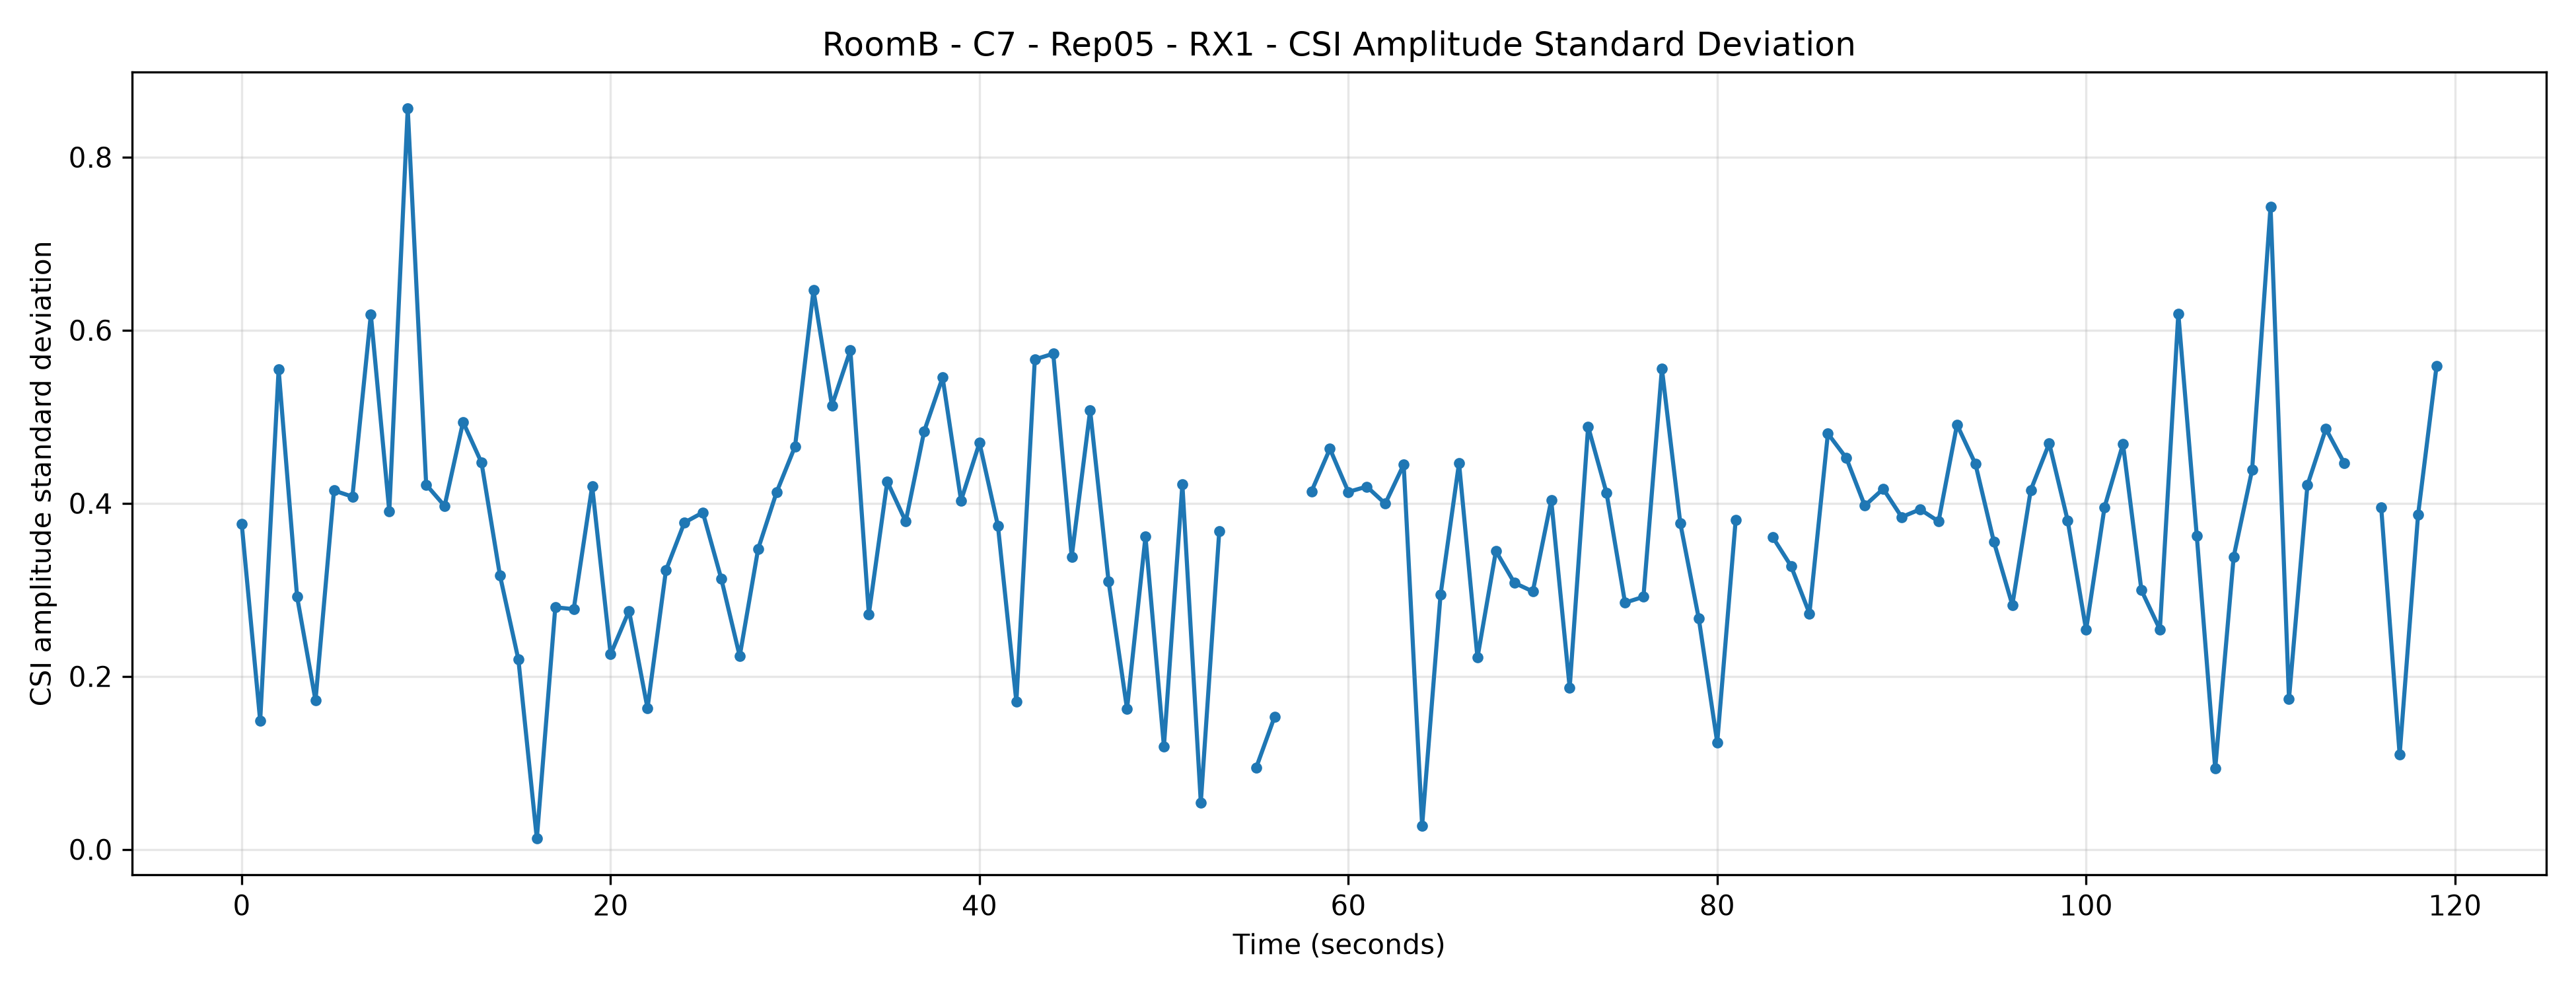 RoomB - C7 - Rep05 - RX1 - CSI Amplitude Standard Deviation
CSI amplitude standard deviation
0.8
0.6
0.4
0.2
0.0
0 20 40 60 80 100 120
Time (seconds)